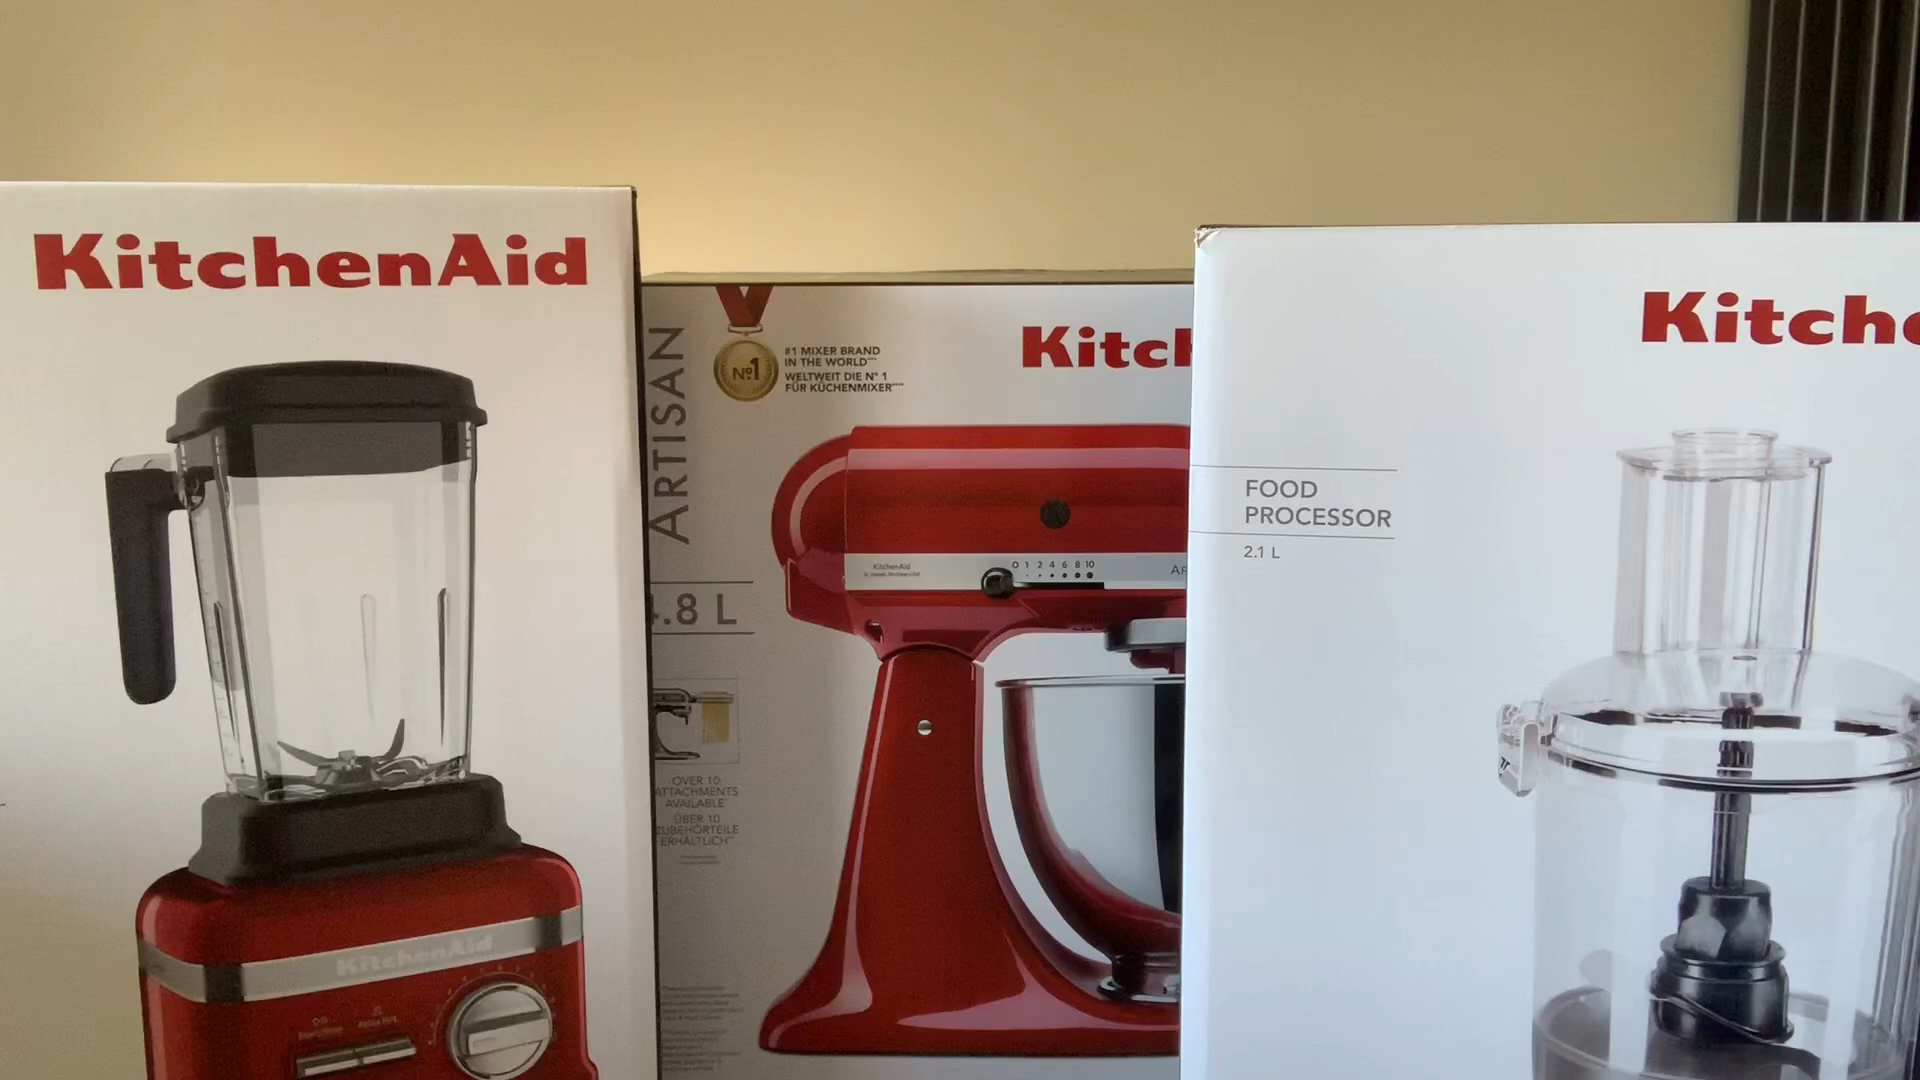 KitchenAid
KitchenAid
ARTISAN
№1
#1 MIXER BRAND
IN THE WORLD***
WELTWEIT DIE N° 1
FÜR KÜCHENMIXER****
Kitch
KitchenAid
0 1 2 4 6 8 10
.8 L
OVER 10
ATTACHMENTS
AVAILABLE*
ÜBER 10
ZUBEHÖRTEILE
ERHÄLTLICH**
Kitche
FOOD
PROCESSOR
2.1 L